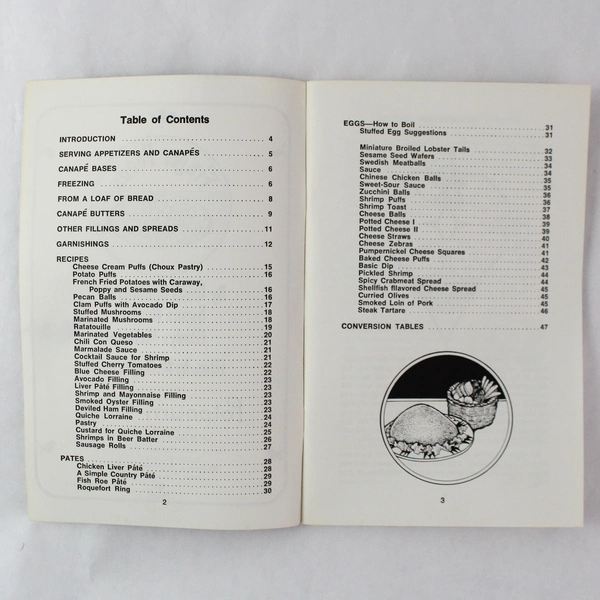 Table of Contents
INTRODUCTION 4
SERVING APPETIZERS AND CANAPÉS 5
CANAPÉ BASES 6
FREEZING 6
FROM A LOAF OF BREAD 8
CANAPÉ BUTTERS 9
OTHER FILLINGS AND SPREADS 11
GARNISHINGS 12
RECIPES
Cheese Cream Puffs (Choux Pastry) 15
Potato Puffs 16
French Fried Potatoes with Caraway,
Poppy and Sesame Seeds 16
Pecan Balls 16
Clam Puffs with Avocado Dip 17
Stuffed Mushrooms 18
Marinated Mushrooms 18
Ratatouille 19
Marinated Vegetables 20
Chili Con Queso 21
Marmalade Sauce 21
Cocktail Sauce for Shrimp 21
Stuffed Cherry Tomatoes 22
Blue Cheese Filling 22
Avocado Filling 23
Liver Pâté Filling 23
Shrimp and Mayonnaise Filling 23
Smoked Oyster Filling 23
Deviled Ham Filling 23
Quiche Lorraine 24
Pastry 24
Custard for Quiche Lorraine 25
Shrimps in Beer Batter 26
Sausage Rolls 27
PATES 28
Chicken Liver Pâté 28
A Simple Country Pâté 29
Fish Roe Pâté 29
Roquefort Ring 30
2
EGGS—How to Boil 31
Stuffed Egg Suggestions 31
Miniature Broiled Lobster Tails 32
Sesame Seed Wafers 33
Swedish Meatballs 34
Sauce 34
Chinese Chicken Balls 35
Sweet-Sour Sauce 35
Zucchini Balls 36
Shrimp Puffs 36
Shrimp Toast 37
Cheese Balls 38
Potted Cheese I 39
Potted Cheese II 39
Cheese Straws 40
Cheese Zebras 41
Pumpernickel Cheese Squares 41
Baked Cheese Puffs 42
Basic Dip 43
Pickled Shrimp 44
Spicy Crabmeat Spread 44
Shellfish fllavored Cheese Spread 45
Curried Olives 45
Smoked Loin of Pork 45
Steak Tartare 46
CONVERSION TABLES 47
3